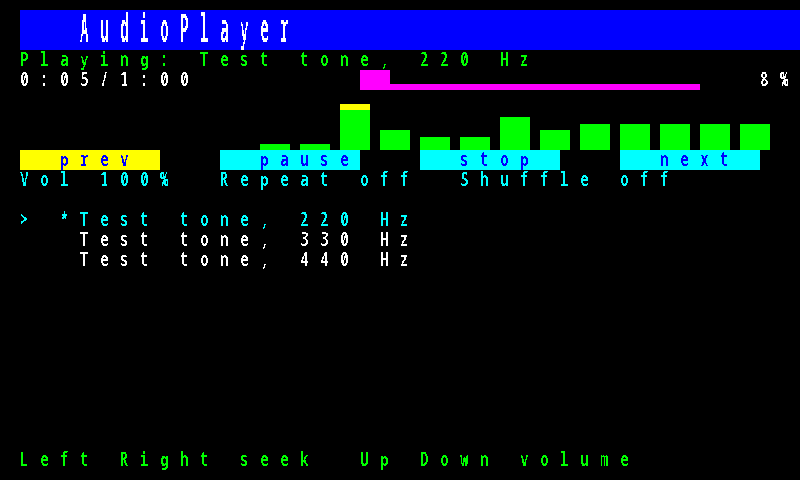 AudioPlayer
Playing: Test tone, 220 Hz
0:05/1:00 8%
prev pause stop next
Vol 100% Repeat off Shuffle off
> *Test tone, 220 Hz
Test tone, 330 Hz
Test tone, 440 Hz
Left Right seek Up Down volume